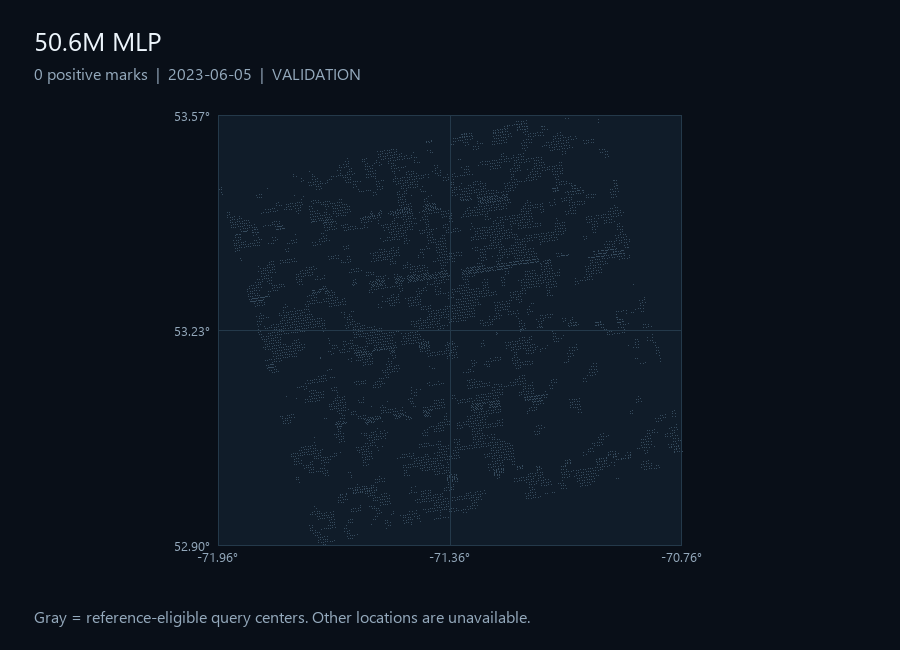 50.6M MLP
0 positive marks | 2023-06-05 | VALIDATION
53.57°
53.23°
52.90°
-71.96°
-71.36°
-70.76°
Gray = reference-eligible query centers. Other locations are unavailable.